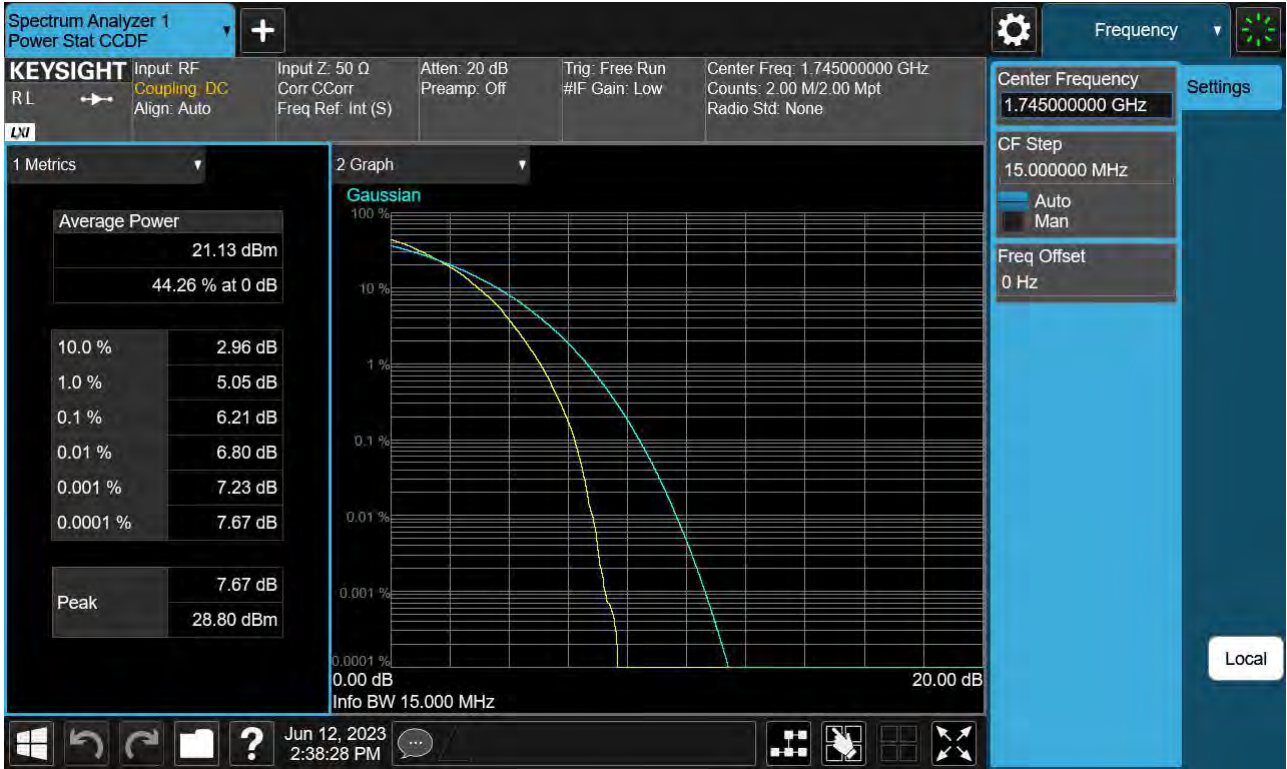 Spectrum Analyzer 1
Power Stat CCDF
Frequency
KEYSIGHT
RL
LXI
Input: RF
Coupling: DC
Align: Auto
Input Z: 50 Ω
Corr CCorr
Freq Ref: Int (S)
Atten: 20 dB
Preamp: Off
Trig: Free Run
#IF Gain: Low
Center Freq: 1.745000000 GHz
Counts: 2.00 M/2.00 Mpt
Radio Std: None
Center Frequency
1.745000000 GHz
Settings
CF Step
15.000000 MHz
Auto
Man
Freq Offset
0 Hz
1 Metrics
Average Power
21.13 dBm
44.26 % at 0 dB
10.0 % 2.96 dB
1.0 % 5.05 dB
0.1 % 6.21 dB
0.01 % 6.80 dB
0.001 % 7.23 dB
0.0001 % 7.67 dB
Peak
7.67 dB
28.80 dBm
2 Graph
Gaussian
100 %
10 %
1 %
0.1 %
0.01 %
0.001 %
0.0001 %
0.00 dB 20.00 dB
Info BW 15.000 MHz
Local
?
Jun 12, 2023
2:38:28 PM